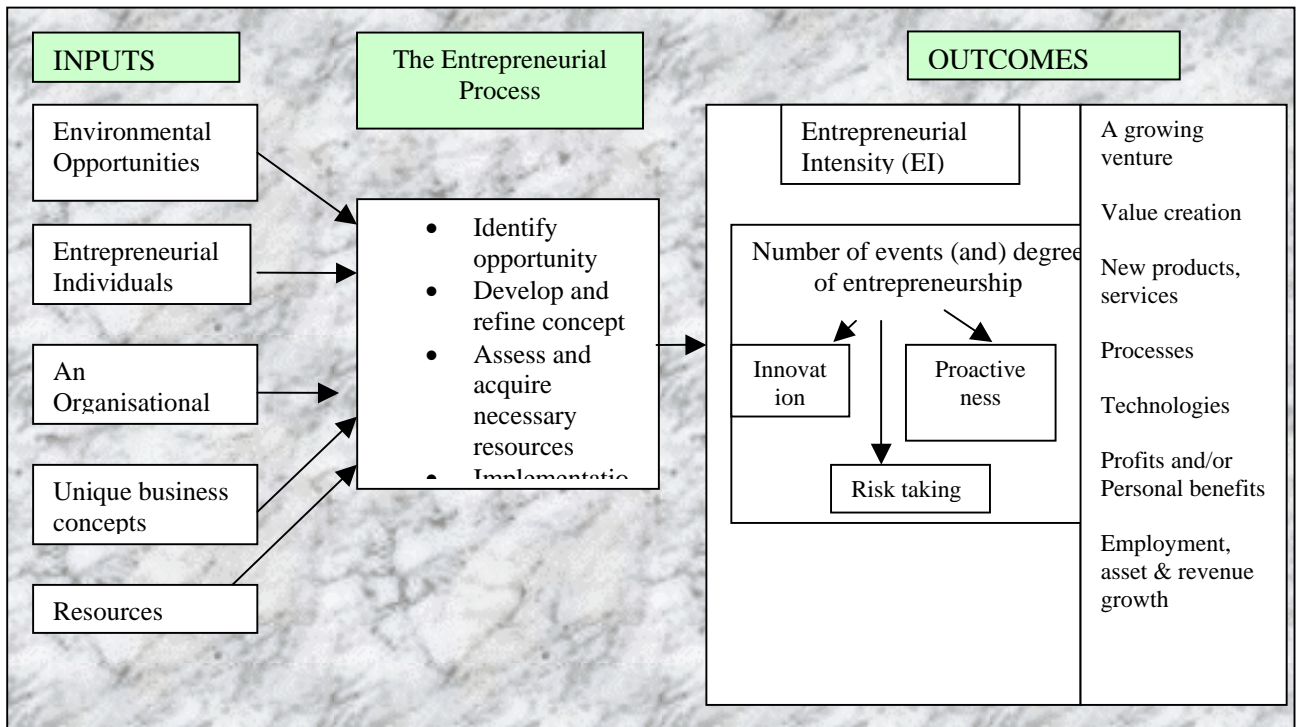 INPUTS
Environmental
Opportunities
Entrepreneurial
Individuals
An
Organisational
Unique business
concepts
Resources
The Entrepreneurial
Process
• Identify
opportunity
• Develop and
refine concept
• Assess and
acquire
necessary
resources
• Implementatio
OUTCOMES
Entrepreneurial
Intensity (EI)
Number of events (and) degree
of entrepreneurship
Innovat
ion
Proactive
ness
Risk taking
A growing
venture
Value creation
New products,
services
Processes
Technologies
Profits and/or
Personal benefits
Employment,
asset & revenue
growth